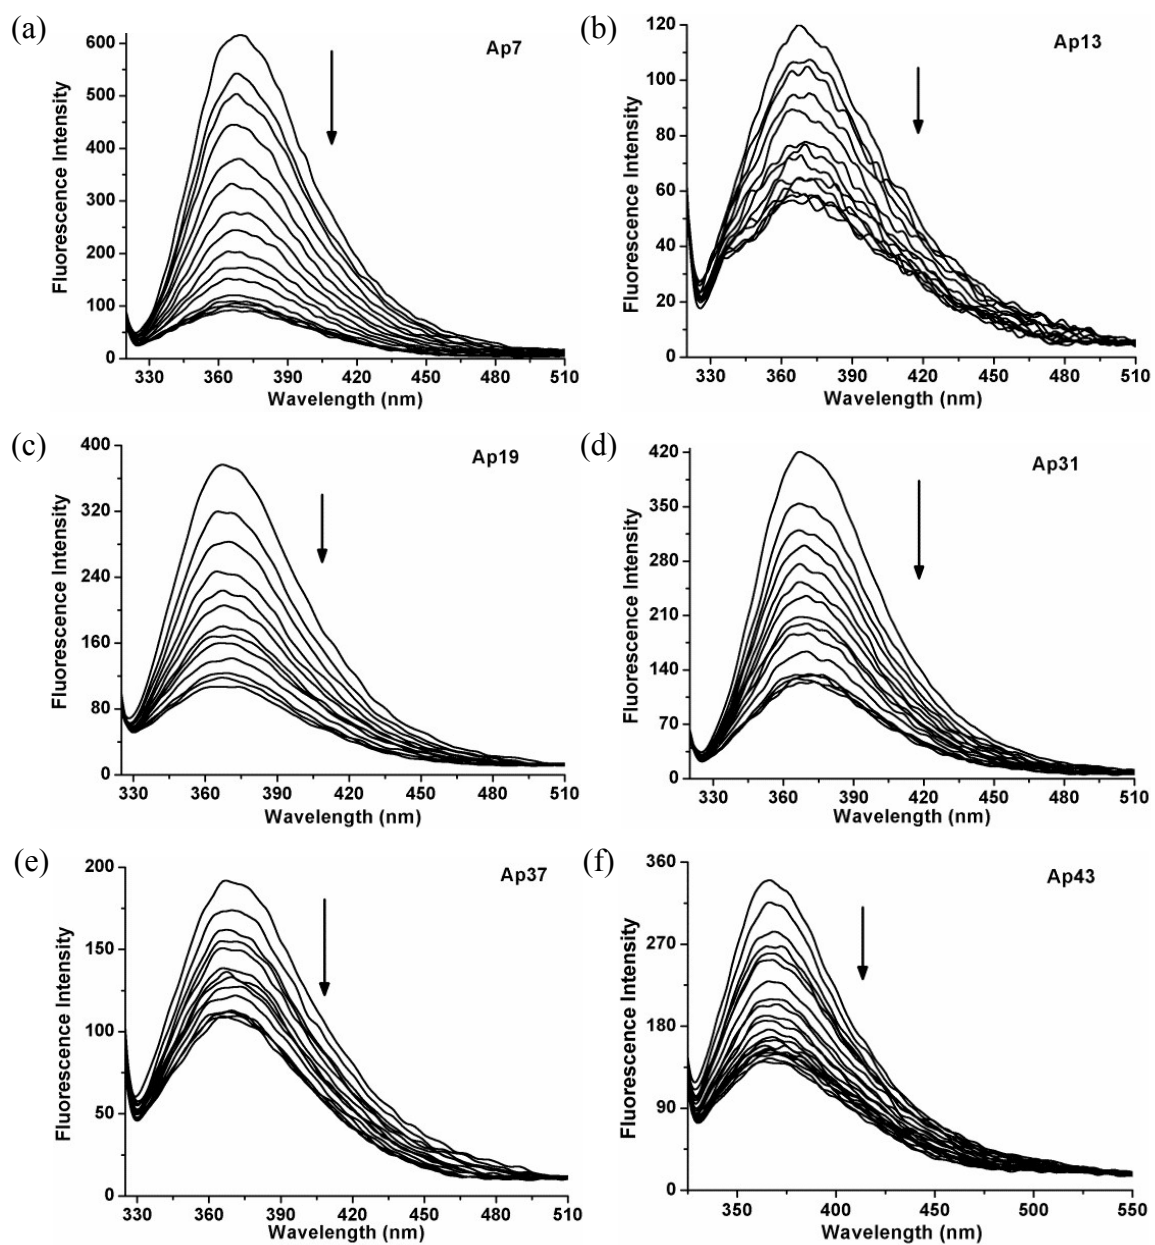 (a)
Ap7
Fluorescence Intensity
600
500
400
300
200
100
0
330 360 390 420 450 480 510
Wavelength (nm)
(b)
Ap13
Fluorescence Intensity
120
100
80
60
40
20
0
330 360 390 420 450 480 510
Wavelength (nm)
(c)
Ap19
Fluorescence Intensity
400
320
240
160
80
0
330 360 390 420 450 480 510
Wavelength (nm)
(d)
Ap31
Fluorescence Intensity
420
350
280
210
140
70
0
330 360 390 420 450 480 510
Wavelength (nm)
(e)
Ap37
Fluorescence Intensity
200
150
100
50
0
330 360 390 420 450 480 510
Wavelength (nm)
(f)
Ap43
Fluorescence Intensity
360
270
180
90
0
350 400 450 500 550
Wavelength (nm)